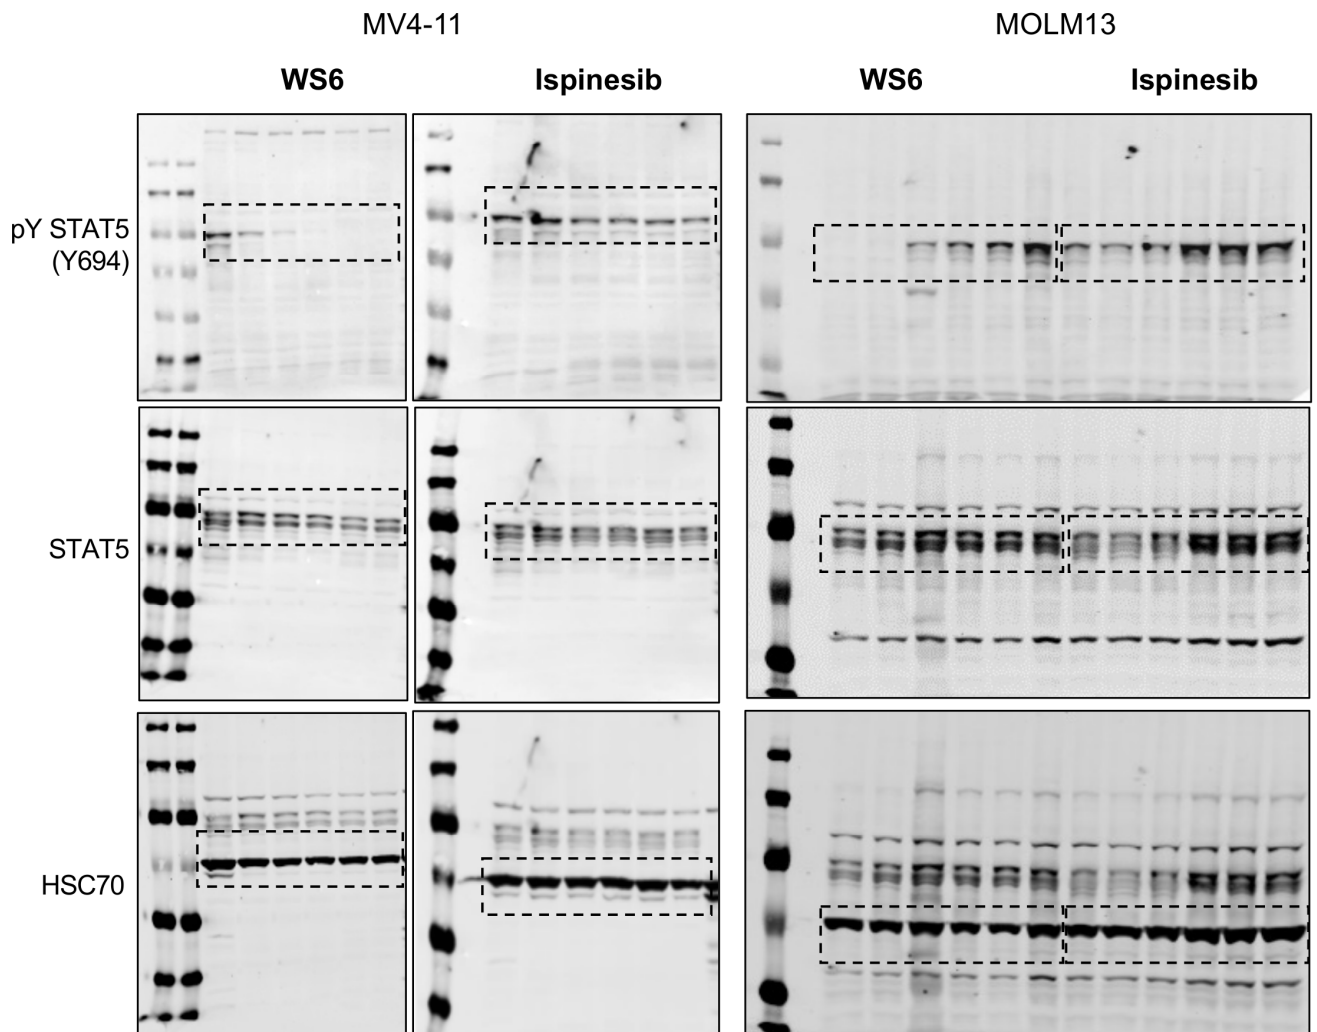 MV4-11 MOLM13
WS6 Ispinesib WS6 Ispinesib
pY STAT5
(Y694)
STAT5
HSC70